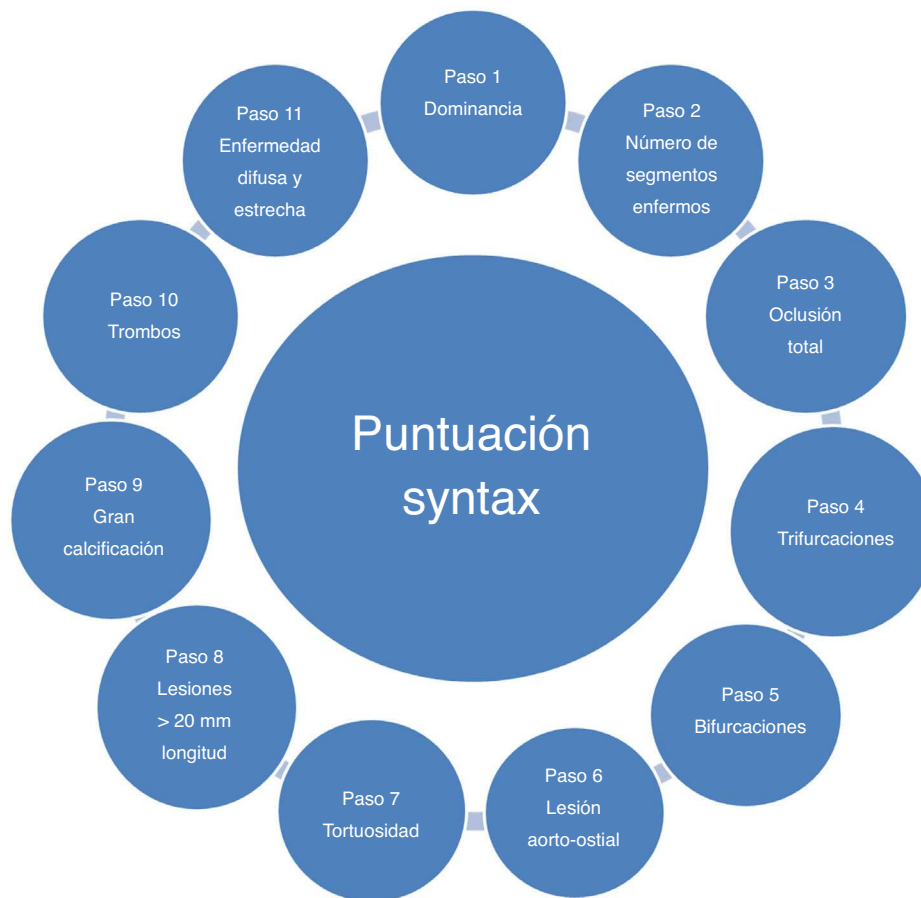 Paso 1
Dominancia
Paso 2
Número de
segmentos
enfermos
Paso 3
Oclusión
total
Paso 4
Trifurcaciones
Paso 5
Bifurcaciones
Paso 6
Lesión
aorto-ostial
Paso 7
Tortuosidad
Paso 8
Lesiones
> 20 mm
longitud
Paso 9
Gran
calcificación
Paso 10
Trombos
Paso 11
Enfermedad
difusa y
estrecha
Puntuación
syntax